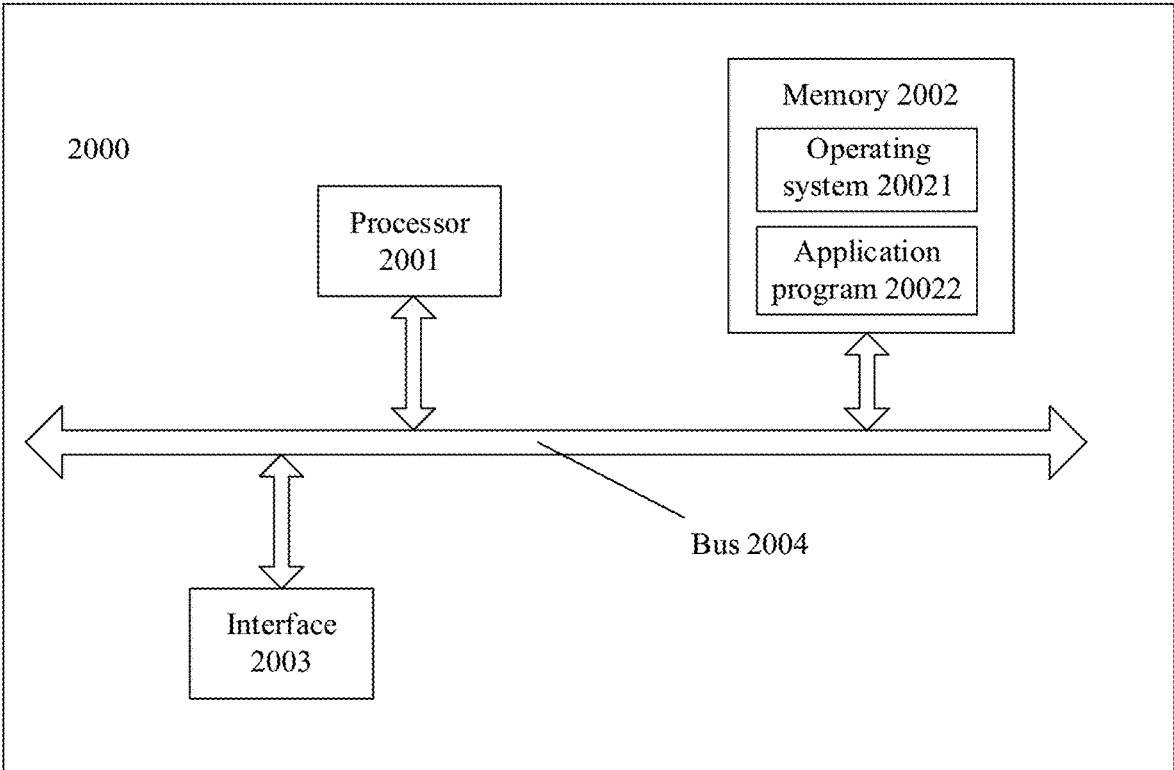 Memory 2002
2000
Operating
system 20021
Processor
2001
Application
program 20022
Bus 2004
Interface
2003